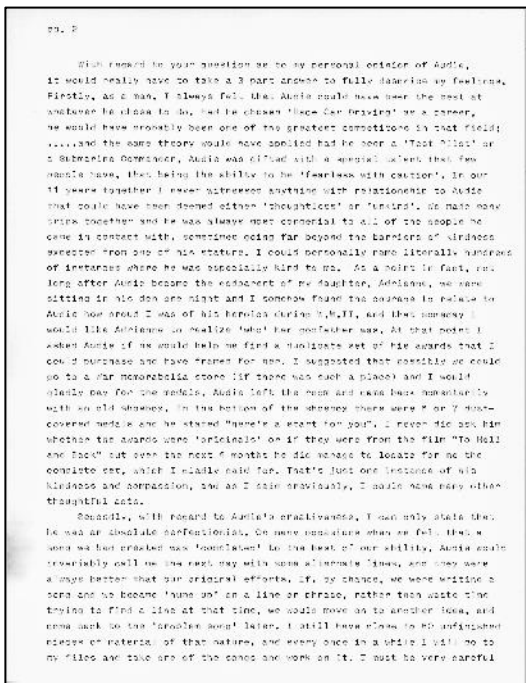 pg. 2
With regard to your question as to my personal opinion of Audie,
it would really have to take a 3 part answer to fully describe my feelings.
Firstly, as a man, I always felt that Audie could have been the best at
whatever he chose to do, had he chosen 'Race Car Driving' as a career,
he would have probably been one of the greatest competitors in that field;
.....and the same theory would have applied had he been a 'Test Pilot' or
a Submarine Commander, Audie was gifted with a special talent that few
people have, that being the abilty to be 'fearless with caution'. In our
11 years together I never witnessed anything with relationship to Audie
that could have been deemed either 'thoughtless' or 'unkind'. We made many
trips together and he was always most congenial to all of the people he
came in contact with, sometimes going far beyond the barriers of kindness
expected from one of his stature. I could personally name literally hundreds
of instances where he was especially kind to me. As a point in fact, not
long after Audie became the godparent of my daughter, Adrienne, we were
sitting in his den one night and I somehow found the courage to relate to
Audie how proud I was of his heroics during W.W.II, and that someday I
would like Adrienne to realize 'who' her godfather was. At that point I
asked Audie if he would help me find a duplicate set of his awards that I
could purchase and have framed for her. I suggested that possibly we could
go to a war memorabelia store (if there was such a place) and I would
gladly pay for the medals. Audie left the room and came back momentarily
with an old shoebox. In the bottom of the shoebox there were 6 or 7 dust-
covered medals and he stated "here's a start for you". I never did ask him
whether the awards were 'originals' or if they were from the film "To Hell
and Back" but over the next 6 months he did manage to locate for me the
complete set, which I gladly paid for. That's just one instance of his
kindness and compassion, and as I said previously, I could name many other
thoughtful acts.
Secondly, with regard to Audie's creativeness, I can only state that
he was an absolute perfectionist. On many occasions when we felt that a
song we had created was 'completed' to the best of our ability, Audie would
invariably call me the next day with some alternate lines, and they were
always better that our original efforts. If, by chance, we were writing a
song and we became 'hung up' on a line or phrase, rather than waste time
trying to find a line at that time, we would move on to another idea, and
come back to the 'problem song' later. I still have close to 50 unfinished
pieces of material of that nature, and every once in a while I will go to
my files and take one of the songs and work on it. I must be very careful